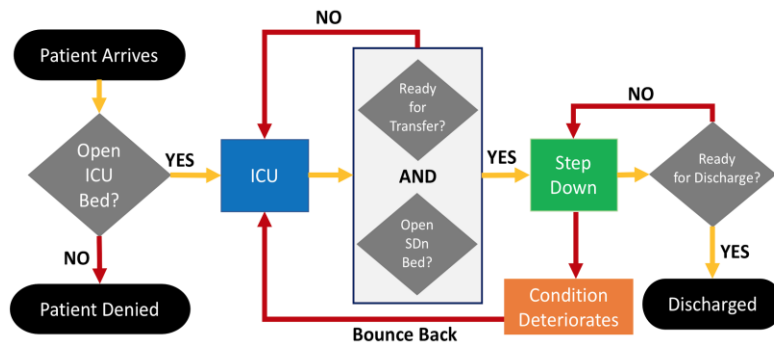 Patient Arrives
Open
ICU
Bed?
YES
NO
Patient Denied
ICU
NO
Ready
for
Transfer?
AND
Open
SDn
Bed?
YES
Step
Down
NO
Ready
for Discharge?
YES
Discharged
Condition
Deteriorates
Bounce Back